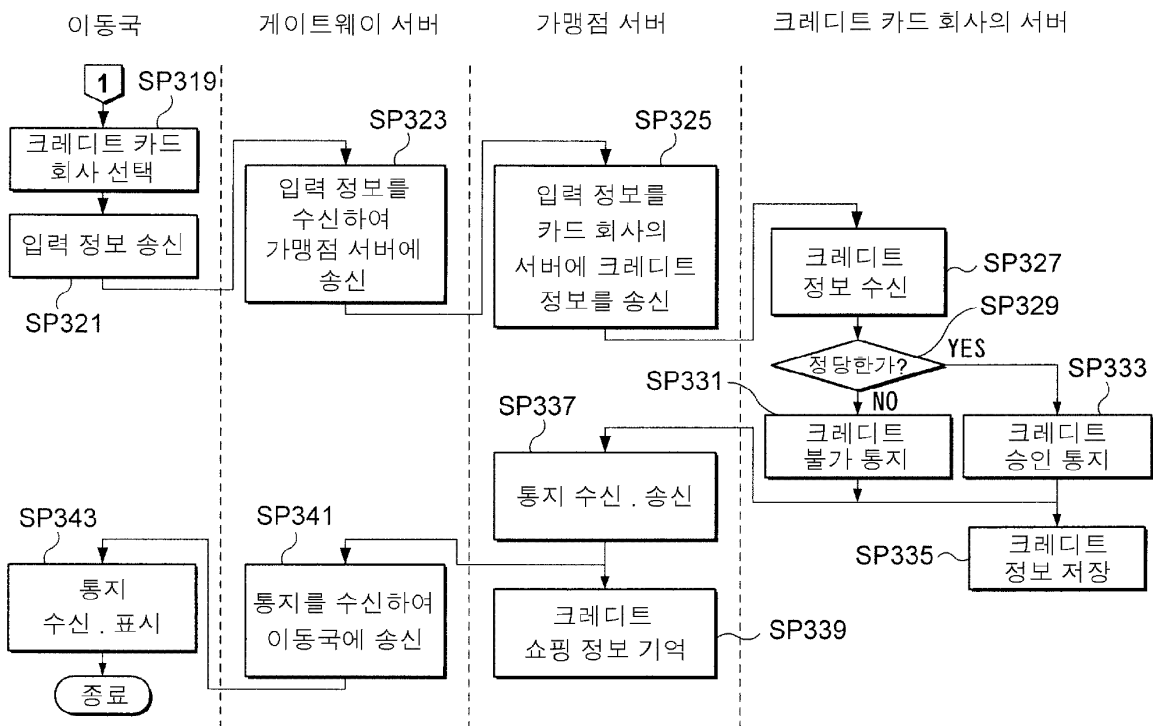 이동국
게이트웨이 서버
가맹점 서버
크레디트 카드 회사의 서버
1
SP319
크레디트 카드
회사 선택
입력 정보 송신
SP321
SP323
입력 정보를
수신하여
가맹점 서버에
송신
SP325
입력 정보를
카드 회사의
서버에 크레디트
정보를 송신
크레디트
정보 수신
SP327
SP329
정당한가?
YES
NO
SP331
크레디트
불가 통지
SP333
크레디트
승인 통지
SP335
크레디트
정보 저장
SP337
통지 수신 . 송신
크레디트
쇼핑 정보 기억
SP339
SP341
통지를 수신하여
이동국에 송신
SP343
통지
수신 . 표시
종료